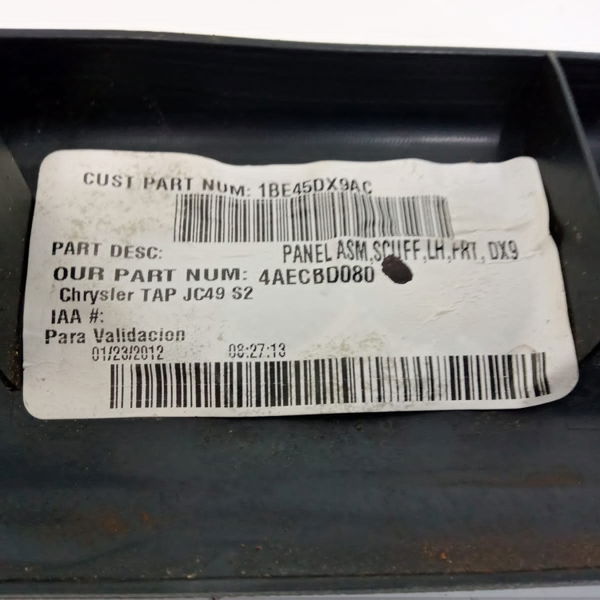 CUST PART NUM: 1BE45DX9AC
PART DESC: PANEL ASM,SCUFF,LH,FRT, DX9
OUR PART NUM: 4AECBD080
Chrysler TAP JC49 S2
IAA #:
Para Validacion
01/23/2012 08:27:13